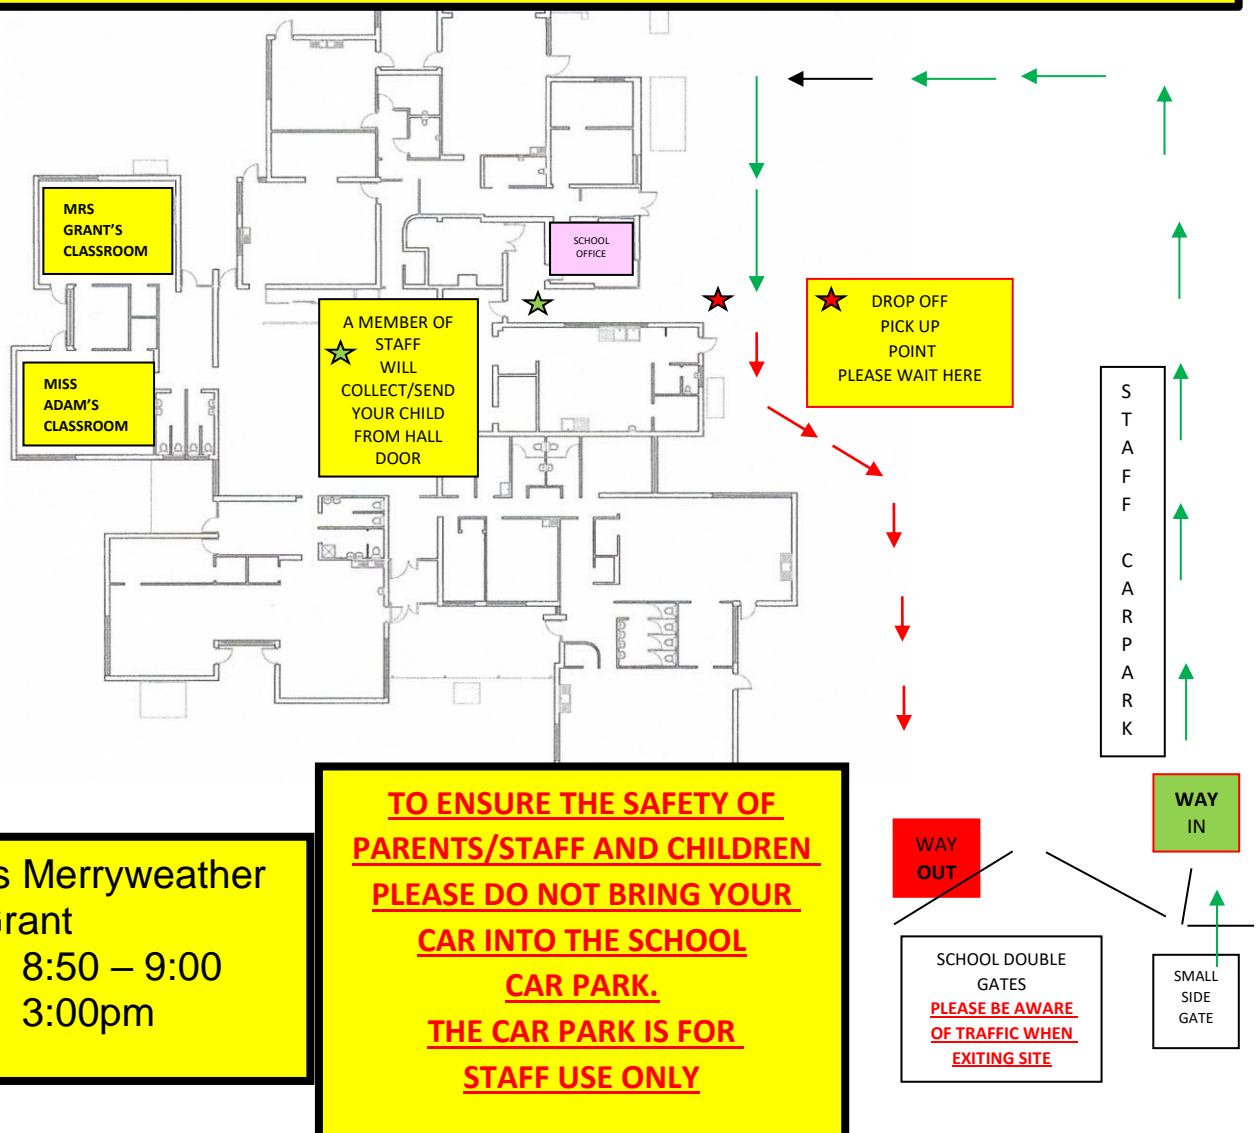 MRS
GRANT'S
CLASSROOM
SCHOOL
OFFICE
A MEMBER OF
STAFF
WILL
COLLECT/SEND
YOUR CHILD
FROM HALL
DOOR
DROP OFF
PICK UP
POINT
PLEASE WAIT HERE
MISS
ADAM'S
CLASSROOM
S
T
A
F
F
C
A
R
P
A
R
K
WAY
IN
WAY
OUT
TO ENSURE THE SAFETY OF
PARENTS/STAFF AND CHILDREN
PLEASE DO NOT BRING YOUR
CAR INTO THE SCHOOL
CAR PARK.
THE CAR PARK IS FOR
STAFF USE ONLY
s Merryweather
Grant
8:50 – 9:00
3:00pm
SCHOOL DOUBLE
GATES
PLEASE BE AWARE
OF TRAFFIC WHEN
EXITING SITE
SMALL
SIDE
GATE